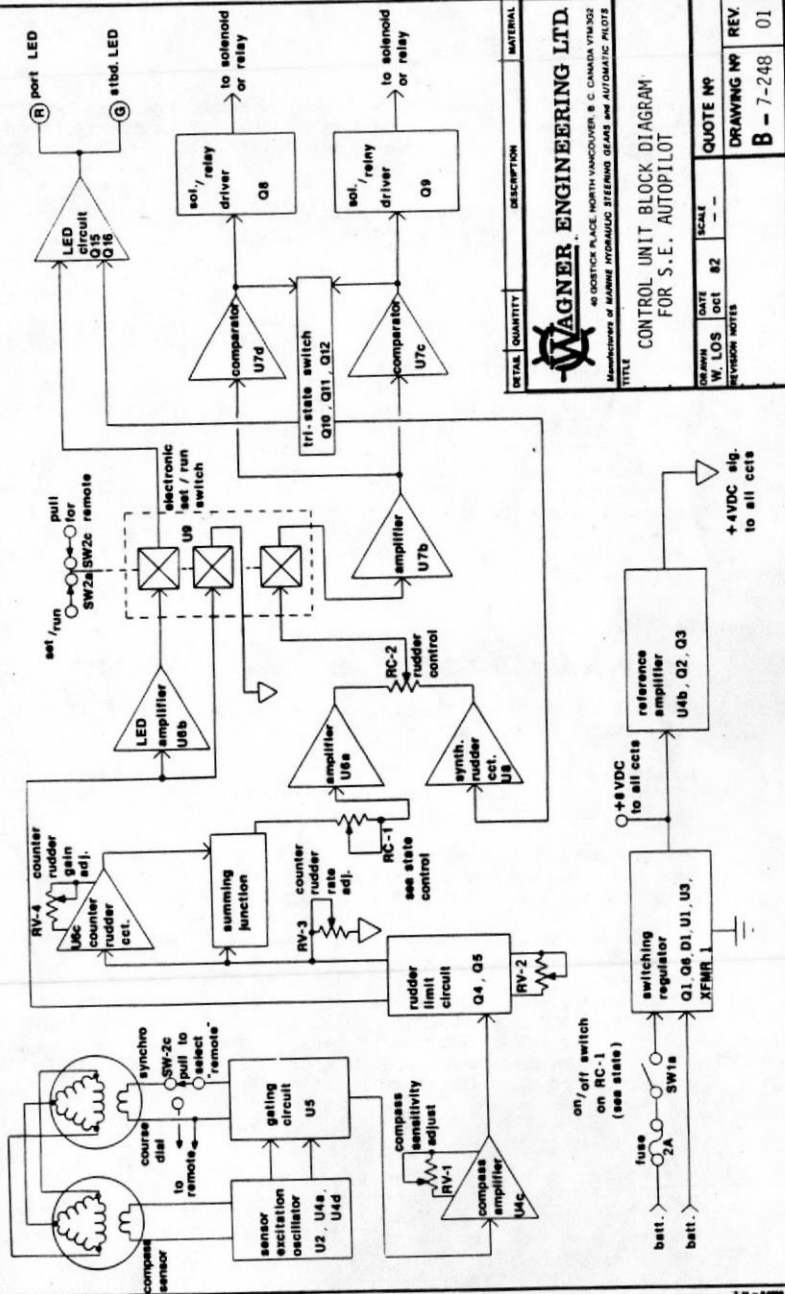 compass
sensor
course
dial
to
remote
synchro
SW-2c
pull to
select "remote"
sensor
excitation
oscillator
U2, U4a,
U4d
gating
circuit
U5
compass
sensitivity
adjust
RV-1
compass
amplifier
U4c
rudder
limit
circuit
Q4, Q5
RV-2
RV-4
counter
rudder
gain
adj.
U6c
counter
rudder
cct.
summing
junction
counter
rudder
rate
adj.
RV-3
RC-1
see state
control
LED
amplifier
U6b
amplifier
U6a
synth.
rudder
cct.
U8
RC-2
rudder
control
set/run
SW2a
SW2c
pull
for
remote
U9
electronic
set / run
switch
amplifier
U7b
LED
circuit
Q15
Q16
R port LED
G stbd. LED
comparator
U7d
tri-state switch
Q10, Q11, Q12
comparator
U7c
sol./relay
driver
Q8
to solenoid
or relay
sol./relay
driver
Q9
to solenoid
or relay
batt.
batt.
fuse
2A
on/off switch
on RC-1
(see state)
SW1a
switching
regulator
Q1, Q6, D1, U1, U3,
XFMR 1
+8VDC
to all ccts
reference
amplifier
U4b, Q2, Q3
+4VDC sig.
to all ccts
DETAIL QUANTITY DESCRIPTION MATERIAL
WAGNER ENGINEERING LTD.
40 GOSTICK PLACE, NORTH VANCOUVER, B. C. CANADA V7M3G2
Manufacturers of MARINE HYDRAULIC STEERING GEARS and AUTOMATIC PILOTS
TITLE
CONTROL UNIT BLOCK DIAGRAM
FOR S.E. AUTOPILOT
DRAWN W. LOS
DATE oct 82
SCALE --
QUOTE Nº
REVISION NOTES
DRAWING Nº B-7-248
REV. 01